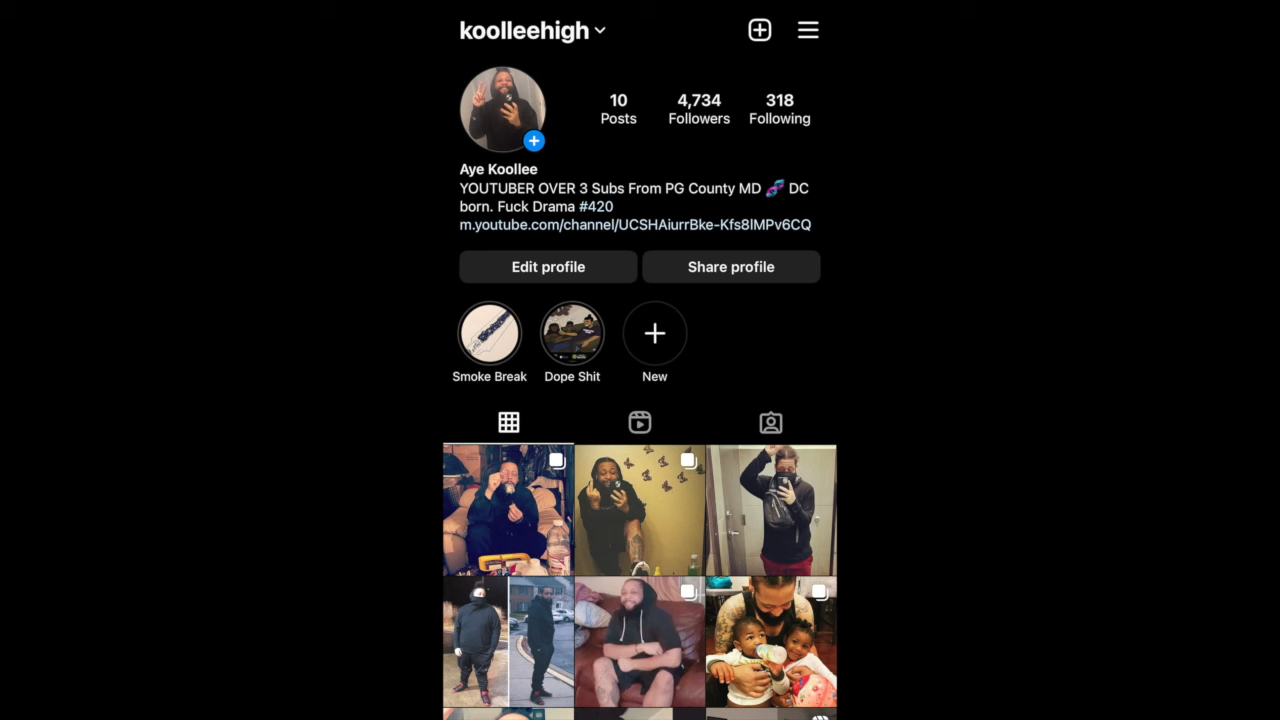 koolleehigh
10 4,734 318
Posts Followers Following
Aye Koollee
YOUTUBER OVER 3 Subs From PG County MD 🧬 DC
born. Fuck Drama #420
m.youtube.com/channel/UCSHAiurrBke-Kfs8lMPv6CQ
Edit profile Share profile
Smoke Break Dope Shit New